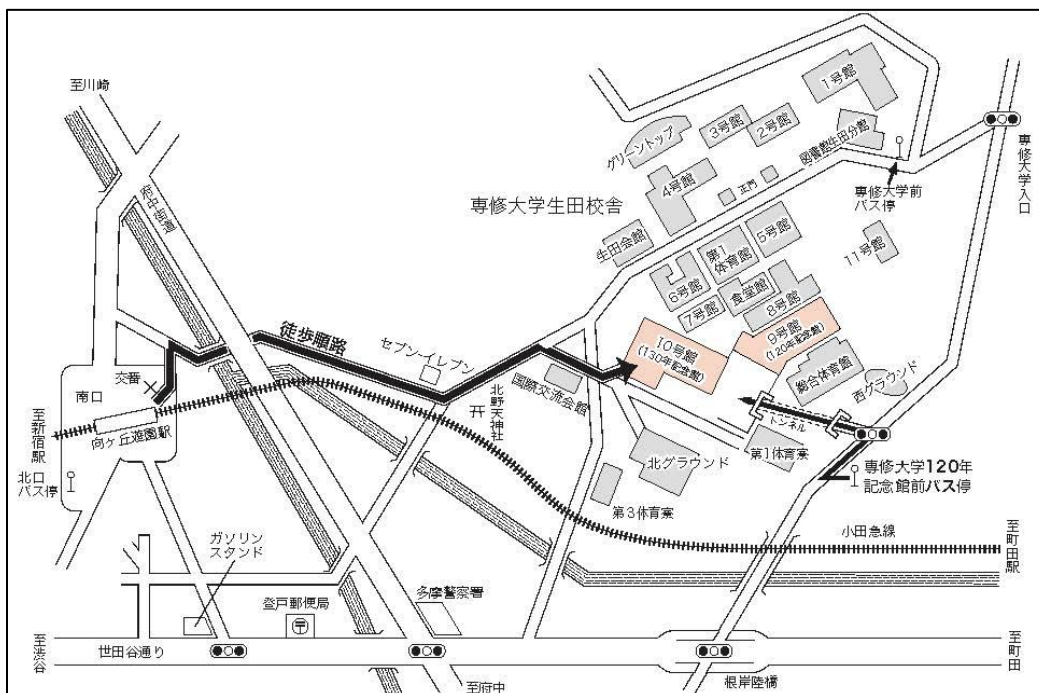 至川崎
府中街道
1号館
3号館
2号館
グリーントップ
図書館生田分館
4号館
正門
専修大学入口
専修大学前
バス停
専修大学生田校舎
生田会館
第1
体育館
5号館
11号館
6号館
食堂館
7号館
8号館
徒歩順路
セブンイレブン
10号館
(130年記念館)
9号館
(120年記念館)
総合体育館
交番
南口
国際交流会館
西グラウンド
北野天神社
至新宿駅
向ヶ丘遊園駅
トンネル
北口
バス停
北グラウンド
第1体育寮
専修大学120年
記念館前バス停
第3体育寮
小田急線
至町田駅
ガソリン
スタンド
登戸郵便局
多摩警察署
至渋谷
世田谷通り
至町田
至府中
根岸陸橋